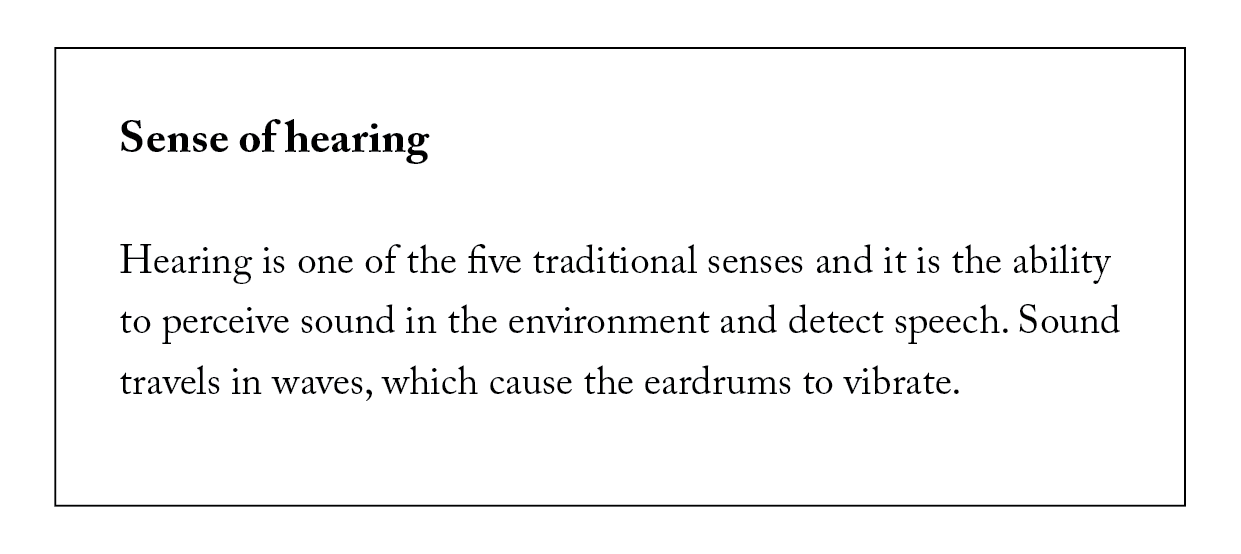 Sense of hearing
Hearing is one of the five traditional senses and it is the ability
to perceive sound in the environment and detect speech. Sound
travels in waves, which cause the eardrums to vibrate.